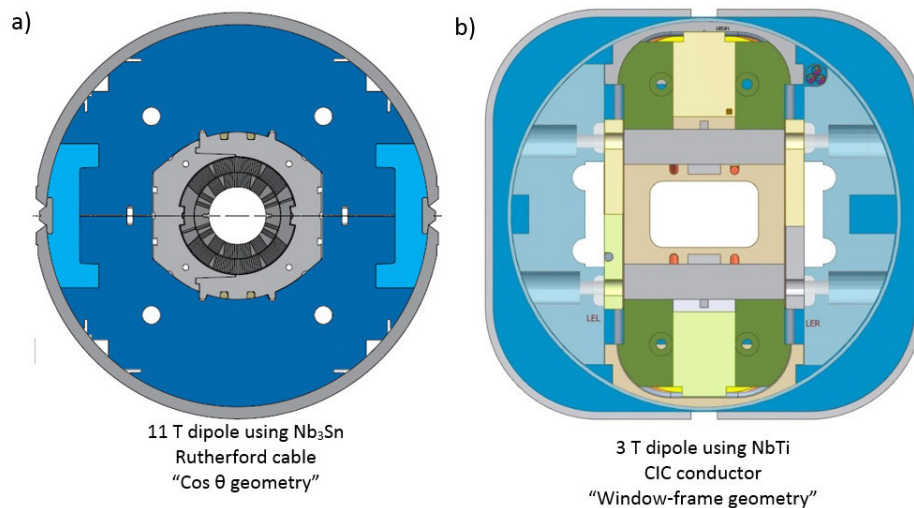 a)
b)
LEL
LER
11 T dipole using Nb₃Sn
Rutherford cable
“Cos θ geometry”
3 T dipole using NbTi
CIC conductor
“Window-frame geometry”